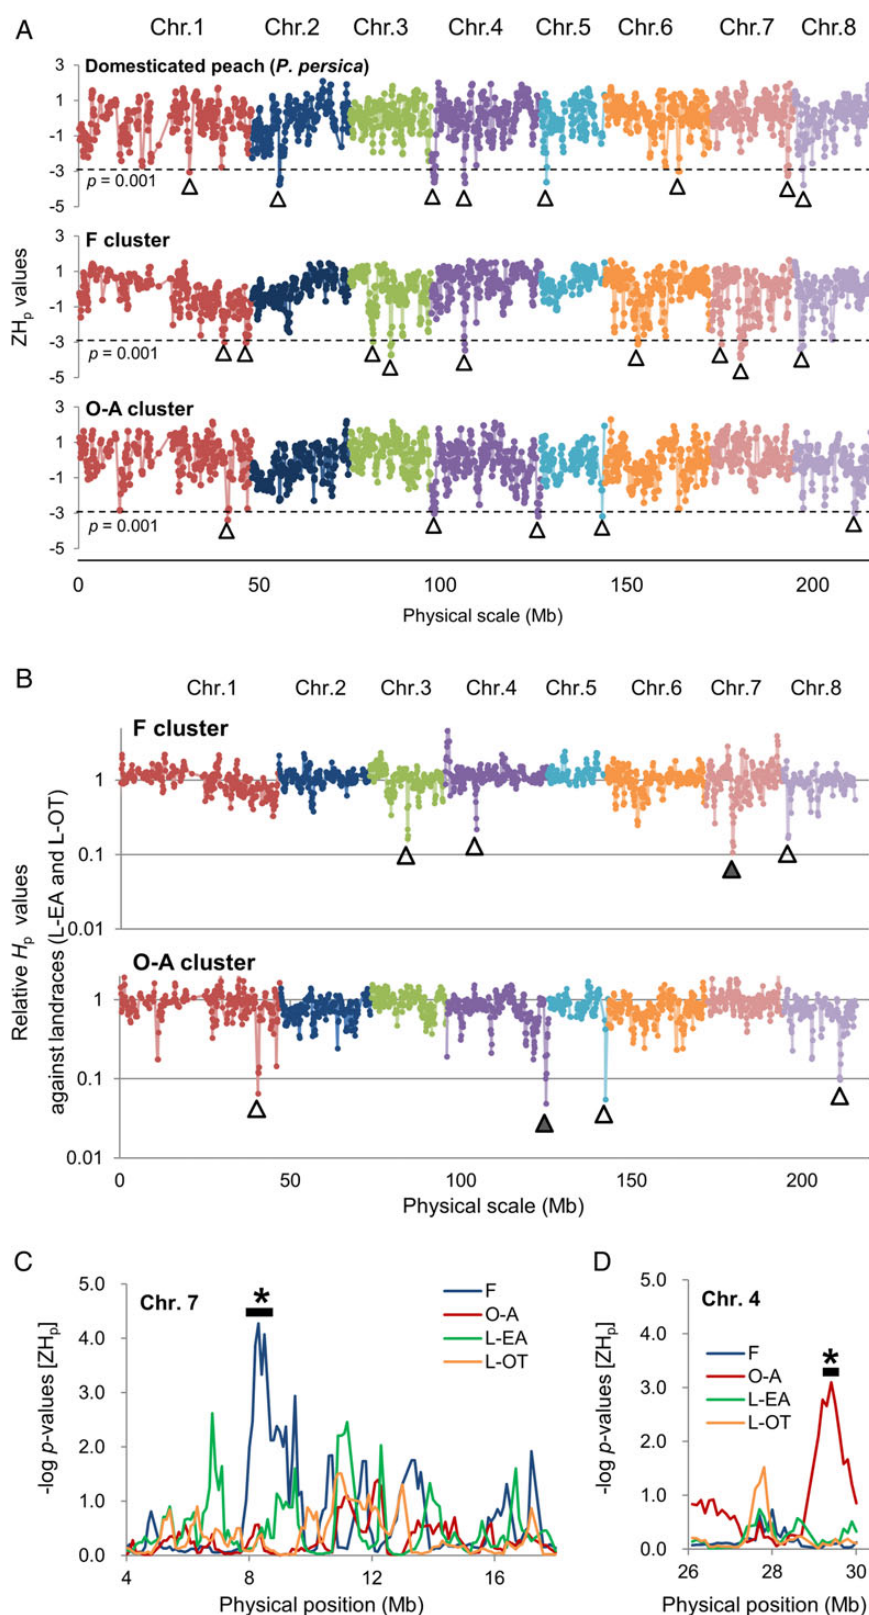 A
Chr.1 Chr.2 Chr.3 Chr.4 Chr.5 Chr.6 Chr.7 Chr.8
Domesticated peach (P. persica)
3
1
-1
-3
p = 0.001
-5
F cluster
3
1
-1
-3
p = 0.001
-5
ZHp values
O-A cluster
3
1
-1
-3
p = 0.001
-5
0 50 100 150 200
Physical scale (Mb)
B
Chr.1 Chr.2 Chr.3 Chr.4 Chr.5 Chr.6 Chr.7 Chr.8
F cluster
1
0.1
0.01
Relative Hp values
against landraces (L-EA and L-OT)
O-A cluster
1
0.1
0.01
0 50 100 150 200
Physical scale (Mb)
C
Chr. 7
*
F
O-A
L-EA
L-OT
5.0
4.0
3.0
2.0
1.0
0.0
-log p-values [ZHp]
4 8 12 16
Physical position (Mb)
D
Chr. 4
*
F
O-A
L-EA
L-OT
5.0
4.0
3.0
2.0
1.0
0.0
-log p-values [ZHp]
26 28 30
Physical position (Mb)